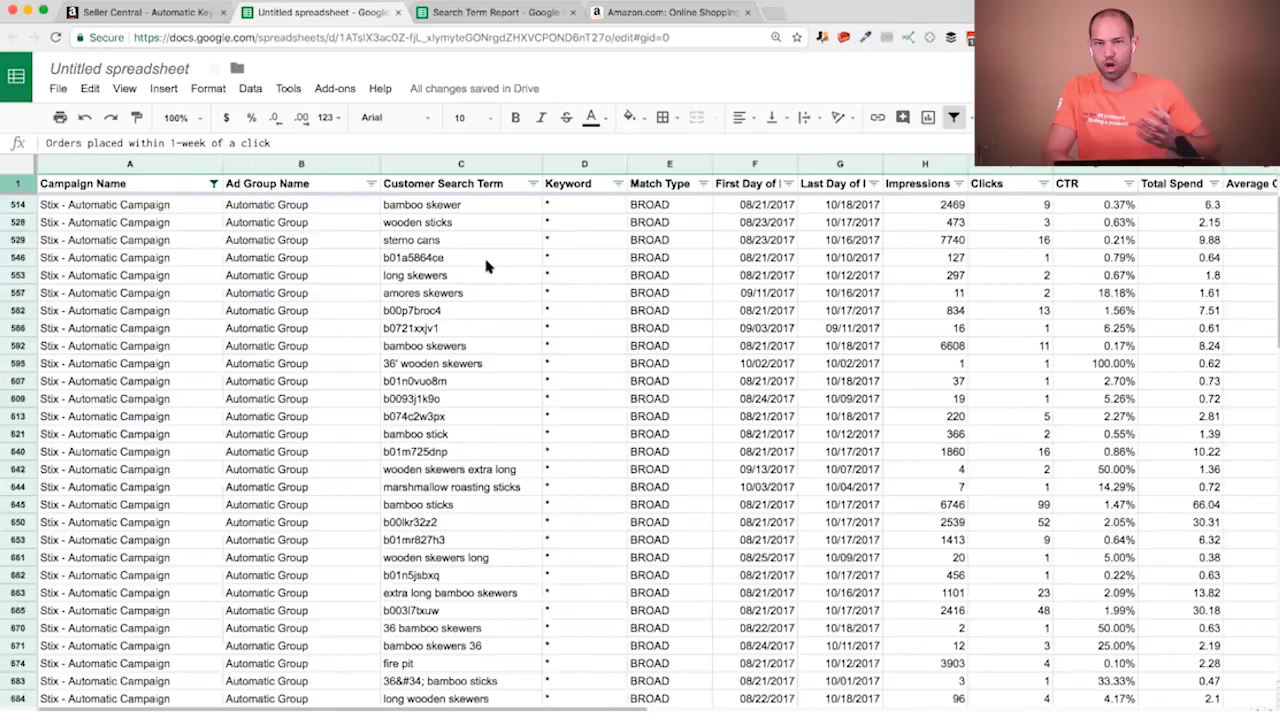 Seller Central - Automatic Key
Untitled spreadsheet - Google
Search Term Report - Google
Amazon.com: Online Shopping
Secure https://docs.google.com/spreadsheets/d/
Untitled spreadsheet
File Edit View Insert Format Data Tools Add-ons Help All changes saved in Drive
100% $ % .0 .00 123 Arial 10 B I S A
fx Orders placed within 1-week of a click
A B C D E F G H I J K
1 Campaign Name Ad Group Name Customer Search Term Keyword Match Type First Day of Last Day of Impressions Clicks CTR Total Spend Average C
514 Stix - Automatic Campaign Automatic Group bamboo skewer * BROAD 08/21/2017 10/18/2017 2469 9 0.37% 6.3
528 Stix - Automatic Campaign Automatic Group wooden sticks * BROAD 08/23/2017 10/17/2017 473 3 0.63% 2.15
529 Stix - Automatic Campaign Automatic Group sterno cans * BROAD 08/23/2017 10/16/2017 7740 16 0.21% 9.88
546 Stix - Automatic Campaign Automatic Group b01a5864ce * BROAD 08/21/2017 10/10/2017 127 1 0.79% 0.64
553 Stix - Automatic Campaign Automatic Group long skewers * BROAD 08/21/2017 10/12/2017 297 2 0.67% 1.8
557 Stix - Automatic Campaign Automatic Group amores skewers * BROAD 09/11/2017 10/16/2017 11 2 18.18% 1.61
582 Stix - Automatic Campaign Automatic Group b00p7broc4 * BROAD 08/21/2017 10/17/2017 834 13 1.56% 7.51
586 Stix - Automatic Campaign Automatic Group b0721xxjv1 * BROAD 09/03/2017 09/11/2017 16 1 6.25% 0.61
592 Stix - Automatic Campaign Automatic Group bamboo skewers * BROAD 08/21/2017 10/18/2017 6608 11 0.17% 8.24
595 Stix - Automatic Campaign Automatic Group 36' wooden skewers * BROAD 10/02/2017 10/02/2017 1 1 100.00% 0.62
607 Stix - Automatic Campaign Automatic Group b01n0vuo8m * BROAD 08/21/2017 10/18/2017 37 1 2.70% 0.73
609 Stix - Automatic Campaign Automatic Group b0093j1k9o * BROAD 08/24/2017 10/09/2017 19 1 5.26% 0.72
613 Stix - Automatic Campaign Automatic Group b074c2w3px * BROAD 08/21/2017 10/18/2017 220 5 2.27% 2.81
621 Stix - Automatic Campaign Automatic Group bamboo stick * BROAD 08/21/2017 10/12/2017 366 2 0.55% 1.39
640 Stix - Automatic Campaign Automatic Group b01m725dnp * BROAD 08/21/2017 10/17/2017 1860 16 0.86% 10.22
642 Stix - Automatic Campaign Automatic Group wooden skewers extra long * BROAD 09/13/2017 10/07/2017 4 2 50.00% 1.36
644 Stix - Automatic Campaign Automatic Group marshmallow roasting sticks * BROAD 10/03/2017 10/04/2017 7 1 14.29% 0.72
645 Stix - Automatic Campaign Automatic Group bamboo sticks * BROAD 08/21/2017 10/17/2017 6746 99 1.47% 66.04
650 Stix - Automatic Campaign Automatic Group b00lkr32z2 * BROAD 08/21/2017 10/17/2017 2539 52 2.05% 30.31
653 Stix - Automatic Campaign Automatic Group b01mr827h3 * BROAD 08/21/2017 10/17/2017 1413 9 0.64% 6.32
661 Stix - Automatic Campaign Automatic Group wooden skewers long * BROAD 08/25/2017 10/09/2017 20 1 5.00% 0.38
662 Stix - Automatic Campaign Automatic Group b01n5jsbxq * BROAD 08/21/2017 10/17/2017 456 1 0.22% 0.63
663 Stix - Automatic Campaign Automatic Group extra long bamboo skewers * BROAD 08/21/2017 10/16/2017 1101 23 2.09% 13.82
665 Stix - Automatic Campaign Automatic Group b003l7txuw * BROAD 08/21/2017 10/17/2017 2416 48 1.99% 30.18
670 Stix - Automatic Campaign Automatic Group 36 bamboo skewers * BROAD 08/22/2017 10/18/2017 2 1 50.00% 0.63
671 Stix - Automatic Campaign Automatic Group bamboo skewers 36 * BROAD 08/24/2017 10/11/2017 12 3 25.00% 2.19
674 Stix - Automatic Campaign Automatic Group fire pit * BROAD 08/21/2017 10/12/2017 3903 4 0.10% 2.28
683 Stix - Automatic Campaign Automatic Group 36&#34; bamboo sticks * BROAD 08/21/2017 10/01/2017 3 1 33.33% 0.47
684 Stix - Automatic Campaign Automatic Group long wooden skewers * BROAD 08/22/2017 10/18/2017 96 4 4.17% 2.1